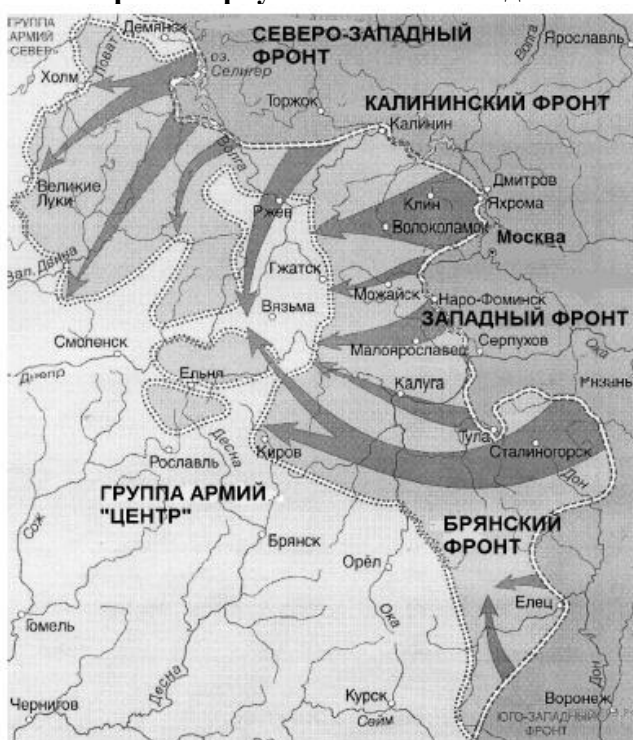 ГРУППА
АРМИЙ
«СЕВЕР»
Демянск
СЕВЕРО-ЗАПАДНЫЙ
ФРОНТ
Волга
Ярославль
Холм
Ловать
оз.
Селигер
Торжок
КАЛИНИНСКИЙ ФРОНТ
Калинин
Волга
Великие
Луки
Дмитров
Клин
Яхрома
Ржев
Волоколамск
Москва
Зап. Двина
Гжатск
Можайск
Наро-Фоминск
Вязьма
ЗАПАДНЫЙ ФРОНТ
Смоленск
Малоярославец
Серпухов
Ока
Днепр
Ельня
Калуга
Рязань
Десна
Тула
Киров
Сталиногорск
Рославль
Дон
ГРУППА АРМИЙ
"ЦЕНТР"
БРЯНСКИЙ
ФРОНТ
Сож
Брянск
Орёл
Елец
Ока
Гомель
Десна
Дон
Чернигов
Курск
Сейм
Воронеж
ЮГО-ЗАПАДНЫЙ
ФРОНТ